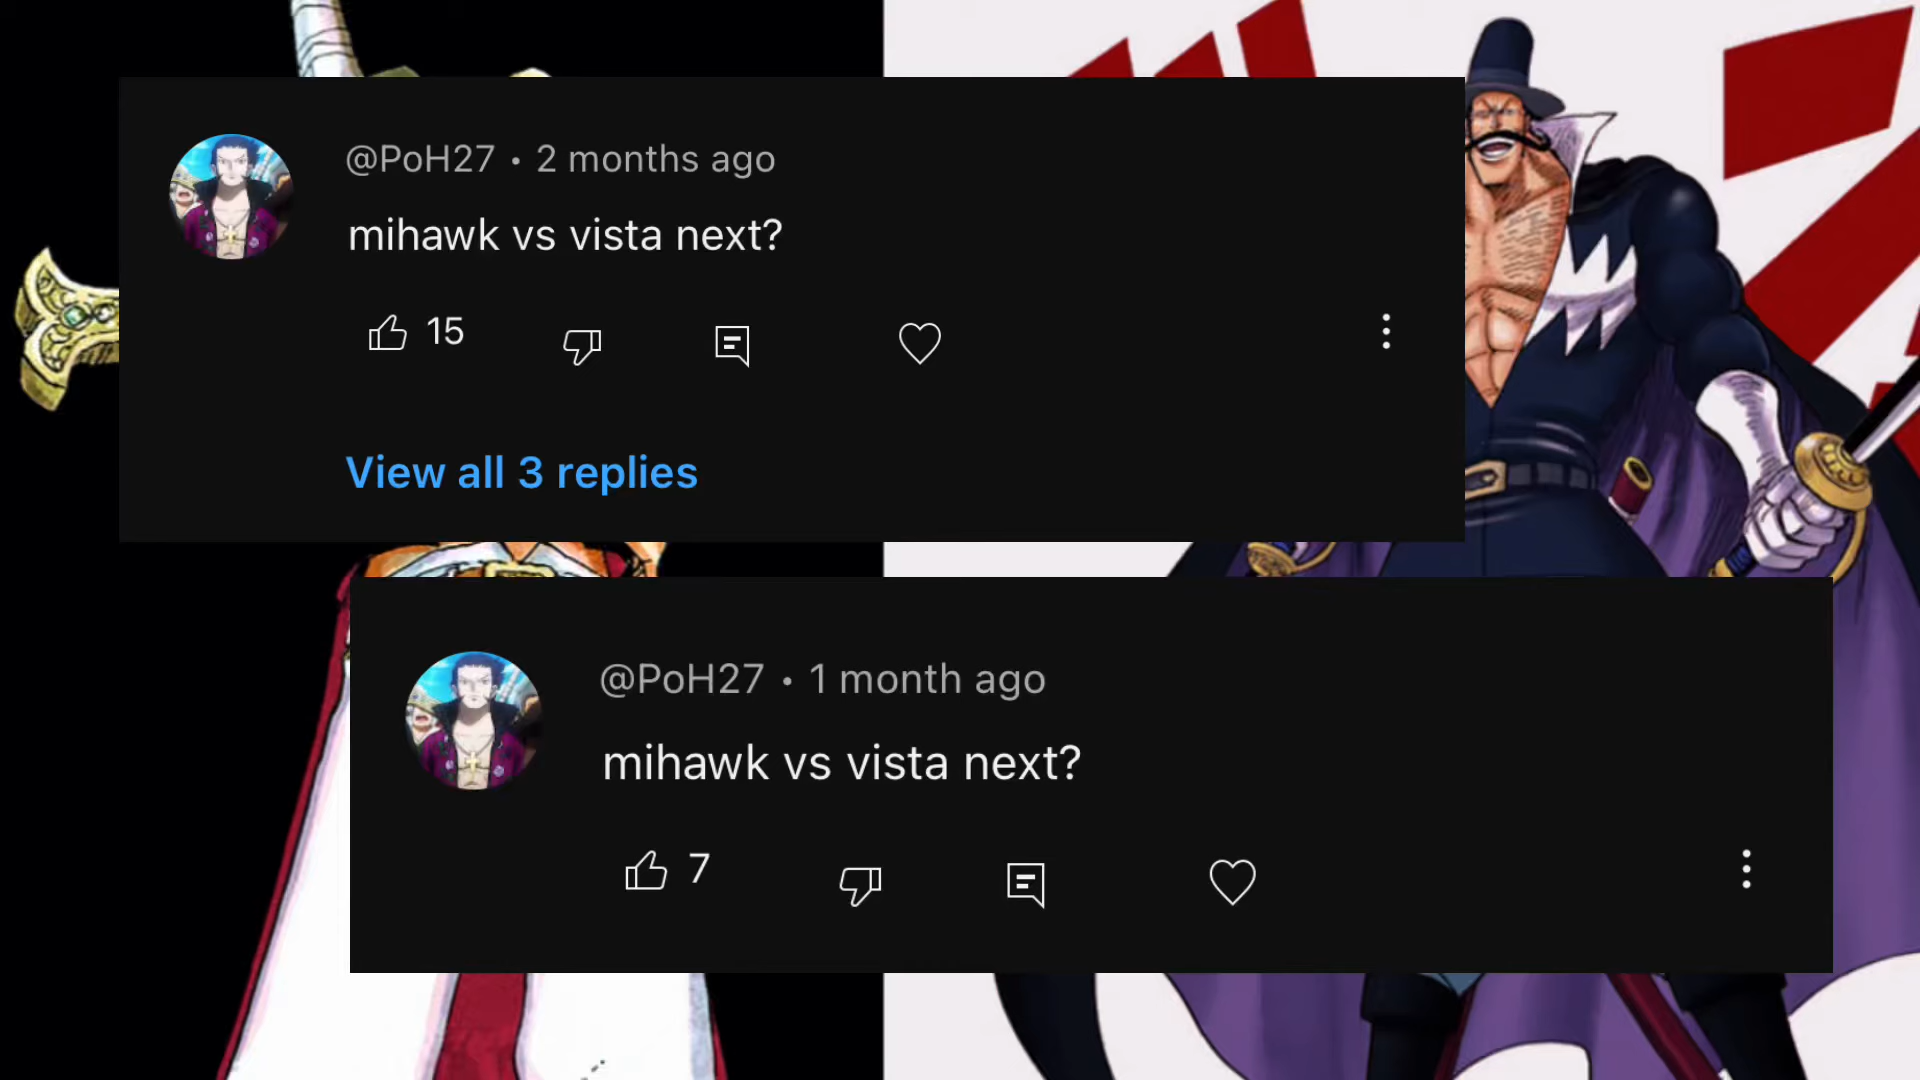 @PoH27 • 2 months ago
mihawk vs vista next?
15
View all 3 replies
@PoH27 • 1 month ago
mihawk vs vista next?
7